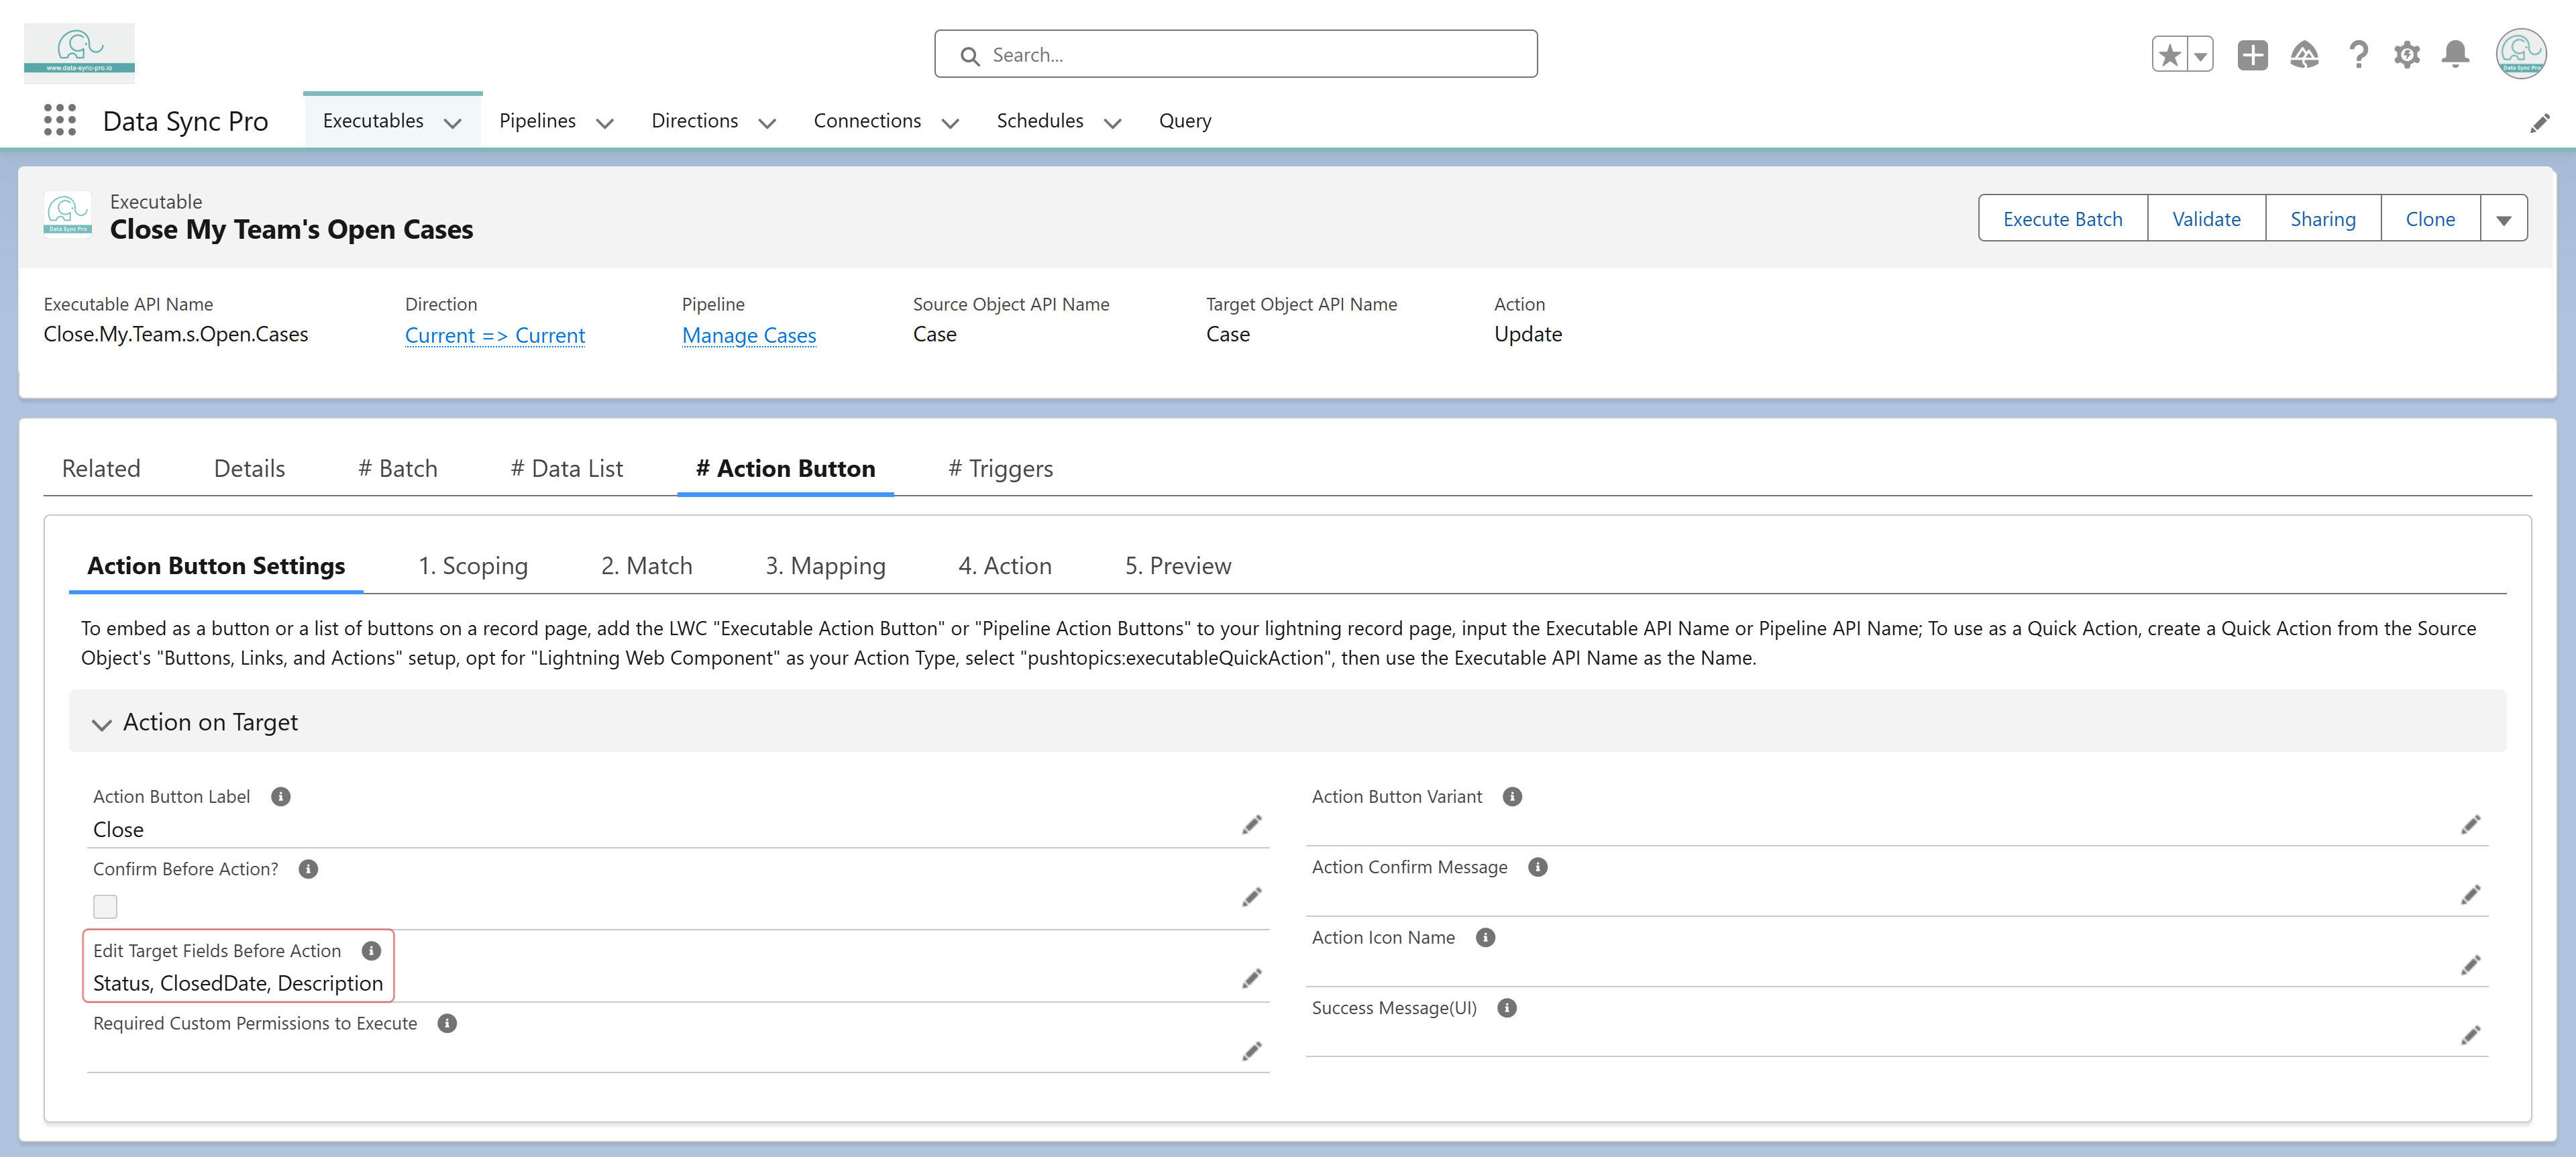 www.data-sync-pro.io
Search...
Data Sync Pro
Data Sync Pro
Executables
Pipelines
Directions
Connections
Schedules
Query
Data Sync Pro
Executable
Close My Team's Open Cases
Execute Batch
Validate
Sharing
Clone
Executable API Name
Close.My.Team.s.Open.Cases
Direction
Current => Current
Pipeline
Manage Cases
Source Object API Name
Case
Target Object API Name
Case
Action
Update
Related
Details
# Batch
# Data List
# Action Button
# Triggers
Action Button Settings
1. Scoping
2. Match
3. Mapping
4. Action
5. Preview
To embed as a button or a list of buttons on a record page, add the LWC "Executable Action Button" or "Pipeline Action Buttons" to your lightning record page, input the Executable API Name or Pipeline API Name; To use as a Quick Action, create a Quick Action from the Source
Object's "Buttons, Links, and Actions" setup, opt for "Lightning Web Component" as your Action Type, select "pushtopics:executableQuickAction", then use the Executable API Name as the Name.
Action on Target
Action Button Label
Close
Confirm Before Action?
Edit Target Fields Before Action
Status, ClosedDate, Description
Required Custom Permissions to Execute
Action Button Variant
Action Confirm Message
Action Icon Name
Success Message(UI)